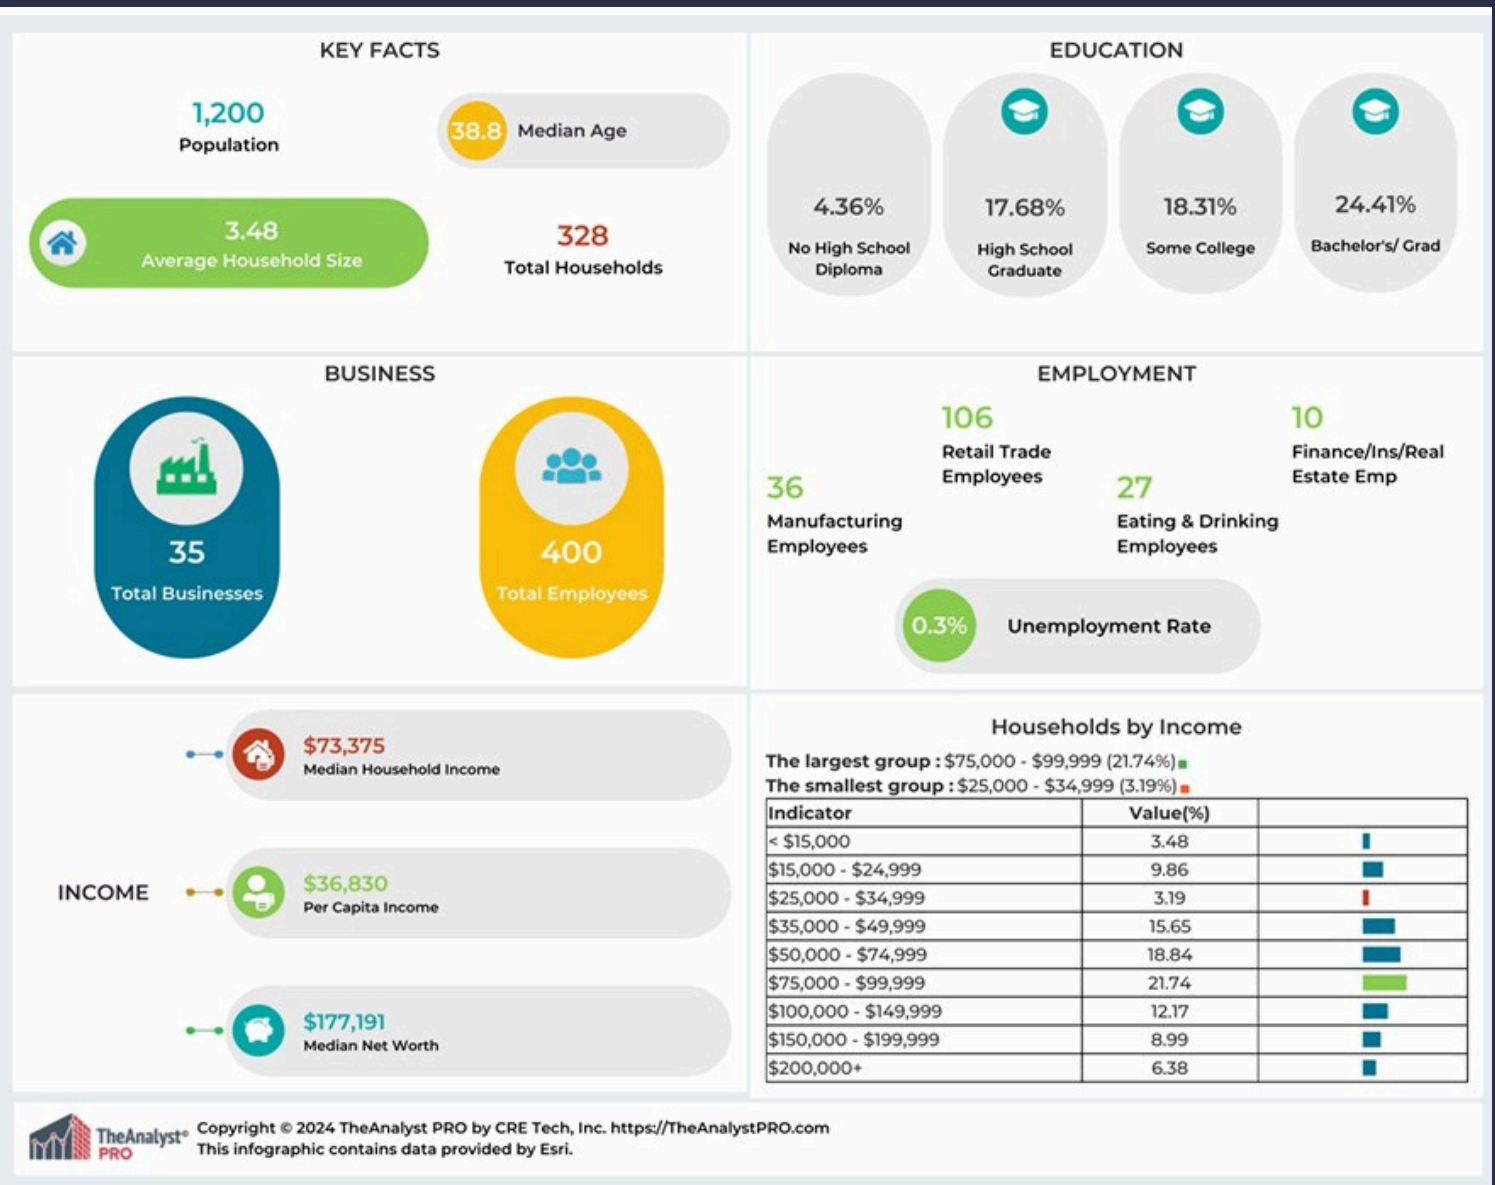 KEY FACTS
1,200
Population
38.8 Median Age
3.48
Average Household Size
328
Total Households
EDUCATION
4.36%
No High School
Diploma
17.68%
High School
Graduate
18.31%
Some College
24.41%
Bachelor's/ Grad
BUSINESS
35
Total Businesses
400
Total Employees
EMPLOYMENT
36
Manufacturing
Employees
106
Retail Trade
Employees
27
Eating & Drinking
Employees
10
Finance/Ins/Real
Estate Emp
0.3% Unemployment Rate
INCOME
$73,375
Median Household Income
$36,830
Per Capita Income
$177,191
Median Net Worth
Households by Income
The largest group : $75,000 - $99,999 (21.74%)
The smallest group : $25,000 - $34,999 (3.19%)
Indicator Value(%)
< $15,000 3.48
$15,000 - $24,999 9.86
$25,000 - $34,999 3.19
$35,000 - $49,999 15.65
$50,000 - $74,999 18.84
$75,000 - $99,999 21.74
$100,000 - $149,999 12.17
$150,000 - $199,999 8.99
$200,000+ 6.38
TheAnalyst®
PRO
Copyright © 2024 TheAnalyst PRO by CRE Tech, Inc. https://TheAnalystPRO.com
This infographic contains data provided by Esri.